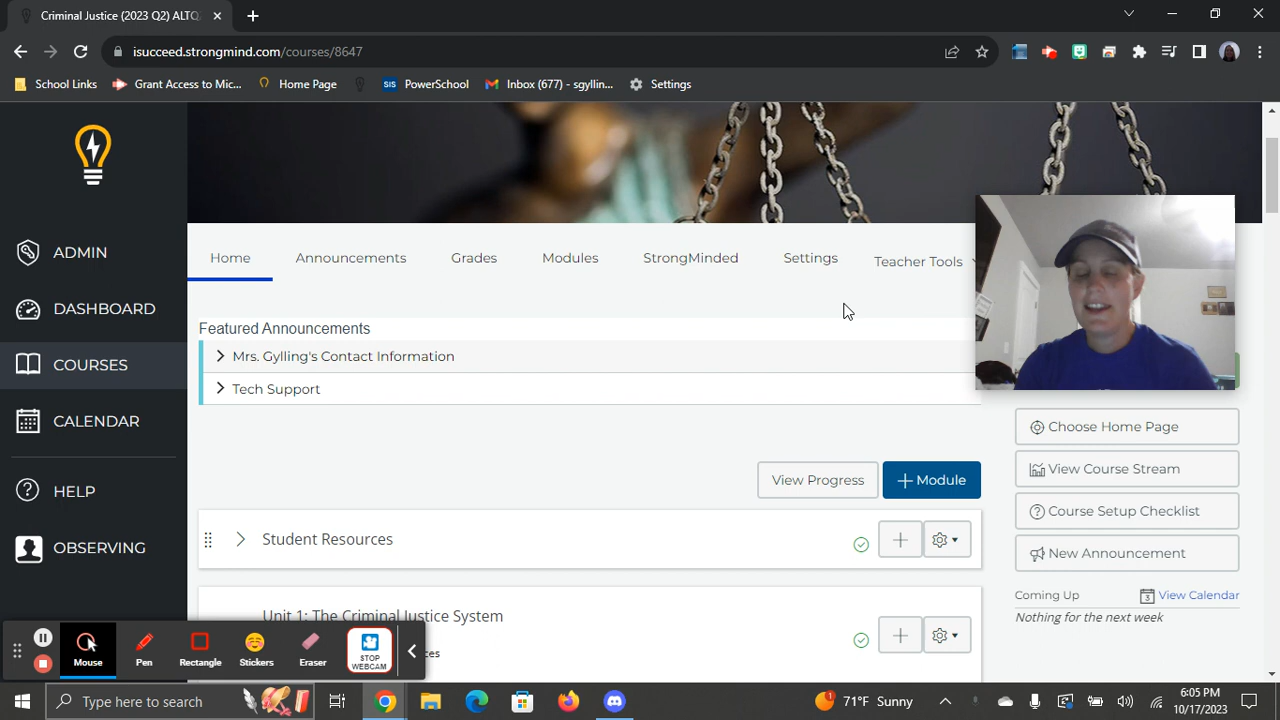 Criminal Justice (2023 Q2) ALTQ
isucceed.strongmind.com/courses/8647
School Links
Grant Access to Mic...
Home Page
SIS
PowerSchool
Inbox (677) - sgyllin...
Settings
ADMIN
DASHBOARD
COURSES
CALENDAR
HELP
OBSERVING
Home
Announcements
Grades
Modules
StrongMinded
Settings
Teacher Tools
Featured Announcements
Mrs. Gylling's Contact Information
Tech Support
View Progress
Module
Student Resources
Unit 1: The Criminal Justice System
Choose Home Page
View Course Stream
Course Setup Checklist
New Announcement
Coming Up
3
View Calendar
Nothing for the next week
Mouse
Pen
Rectangle
Stickers
Eraser
STOP
WEBCAM
Type here to search
1
71°F Sunny
6:05 PM
10/17/2023